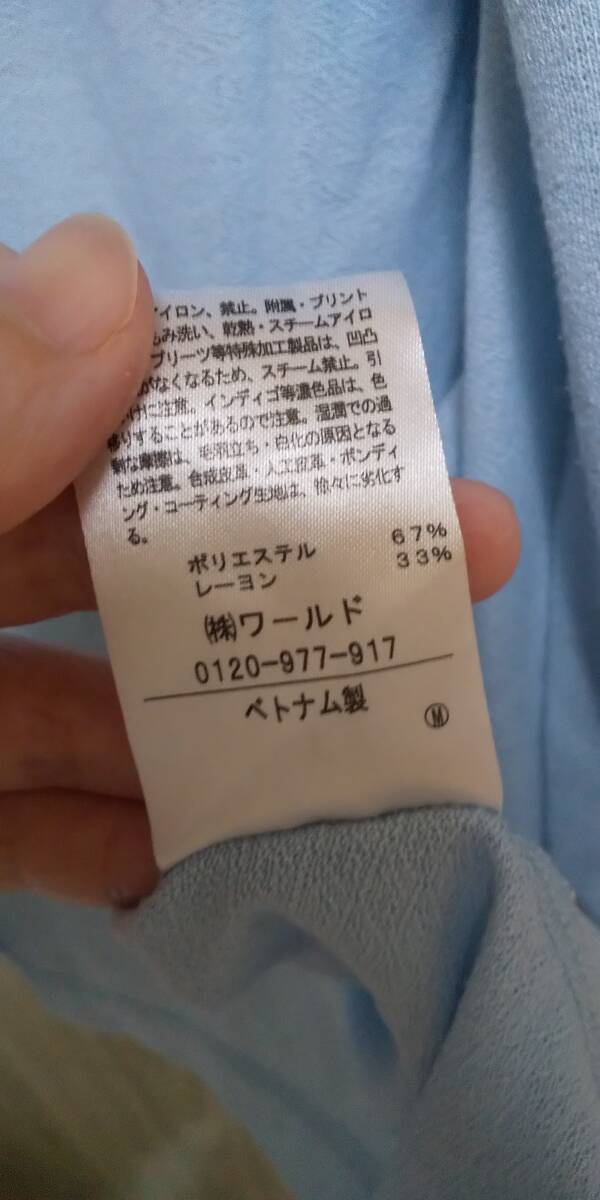 イロン、禁止。附属・プリント
もみ洗い、乾熱・スチームアイロ
プリーツ等特殊加工製品は、凹凸
がなくなるため、スチーム禁止。引
けに注意。インディゴ等濃色品は、色
移りすることがあるので注意。湿潤での過
剰な摩擦は、毛羽立ち・白化の原因となる
ため注意。合成皮革・人工皮革・ボンディ
ング・コーティング生地は、徐々に劣化す
る。
ポリエステル 67%
レーヨン 33%
㈱ワールド
0120-977-917
ベトナム製
Ⓜ